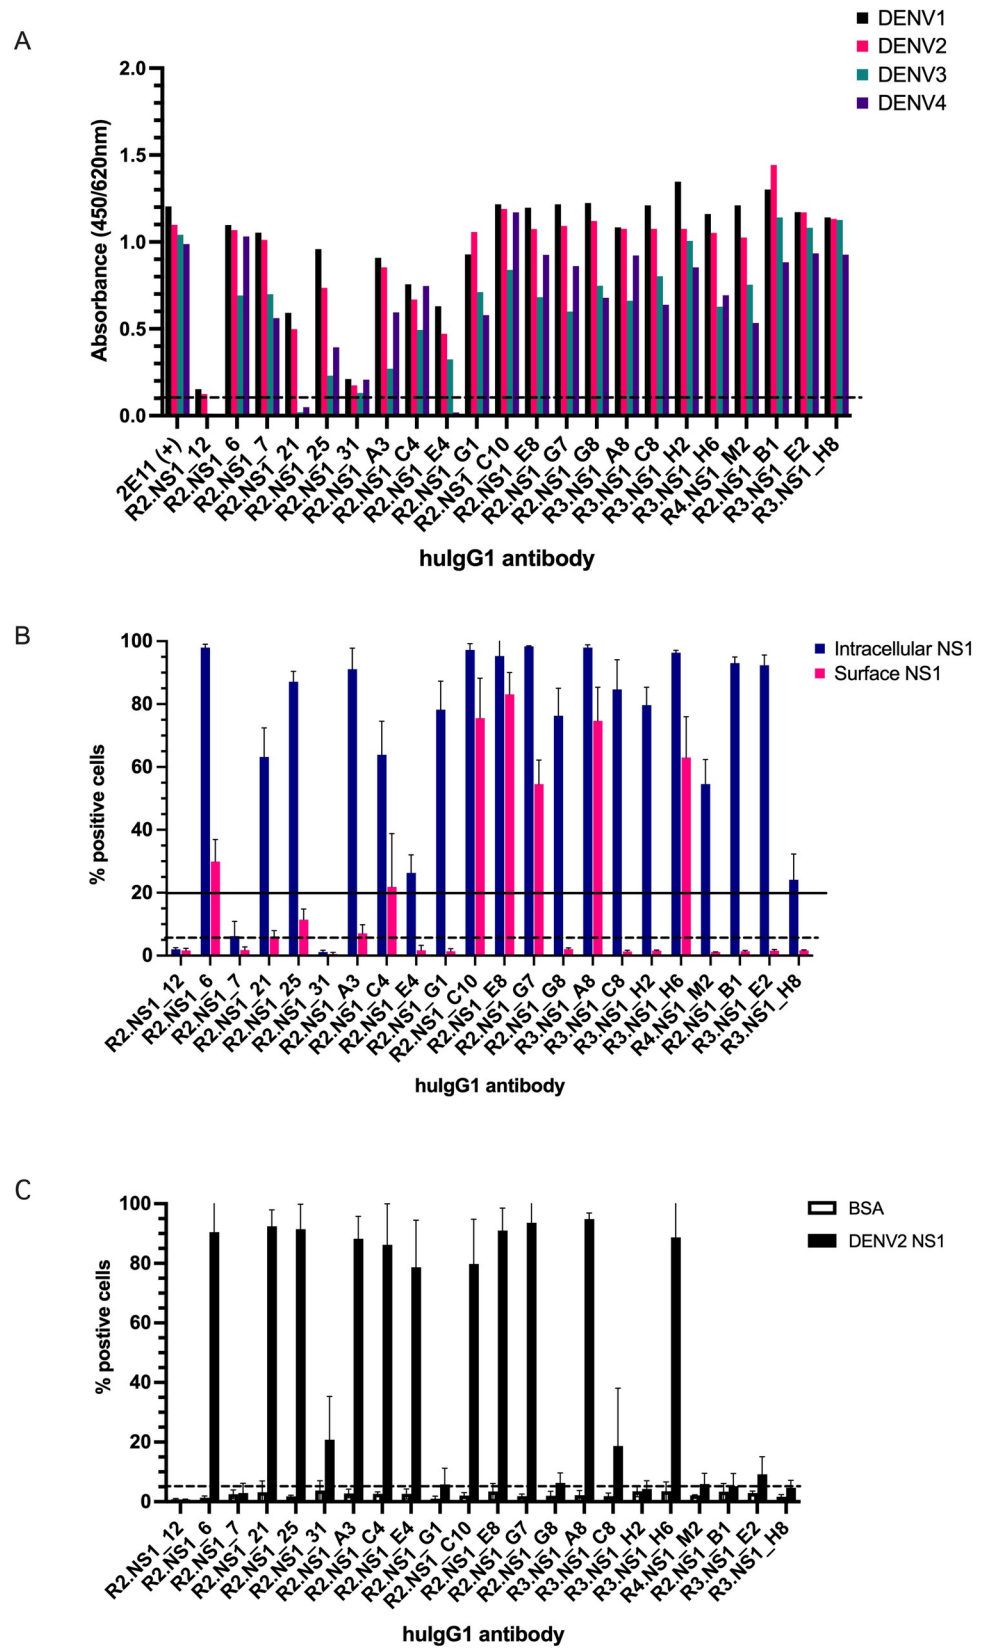 A
DENV1
DENV2
DENV3
DENV4
Absorbance (450/620nm)
2.0
1.5
1.0
0.5
0.0
2E11 (+)
R2.NS1_12
R2.NS1_6
R2.NS1_7
R2.NS1_21
R2.NS1_25
R2.NS1_31
R2.NS1_A3
R2.NS1_C4
R2.NS1_E4
R2.NS1_G1
R2.NS1_C10
R2.NS1_E8
R2.NS1_G7
R2.NS1_G8
R3.NS1_A8
R3.NS1_C8
R3.NS1_H2
R3.NS1_H6
R4.NS1_M2
R2.NS1_B1
R3.NS1_E2
R3.NS1_H8
huIgG1 antibody
B
Intracellular NS1
Surface NS1
% positive cells
100
80
60
40
20
0
R2.NS1_12
R2.NS1_6
R2.NS1_7
R2.NS1_21
R2.NS1_25
R2.NS1_31
R2.NS1_A3
R2.NS1_C4
R2.NS1_E4
R2.NS1_G1
R2.NS1_C10
R2.NS1_E8
R2.NS1_G7
R2.NS1_G8
R3.NS1_A8
R3.NS1_C8
R3.NS1_H2
R3.NS1_H6
R4.NS1_M2
R2.NS1_B1
R3.NS1_E2
R3.NS1_H8
huIgG1 antibody
C
BSA
DENV2 NS1
% postive cells
100
80
60
40
20
0
R2.NS1_12
R2.NS1_6
R2.NS1_7
R2.NS1_21
R2.NS1_25
R2.NS1_31
R2.NS1_A3
R2.NS1_C4
R2.NS1_E4
R2.NS1_G1
R2.NS1_C10
R2.NS1_E8
R2.NS1_G7
R2.NS1_G8
R3.NS1_A8
R3.NS1_C8
R3.NS1_H2
R3.NS1_H6
R4.NS1_M2
R2.NS1_B1
R3.NS1_E2
R3.NS1_H8
huIgG1 antibody